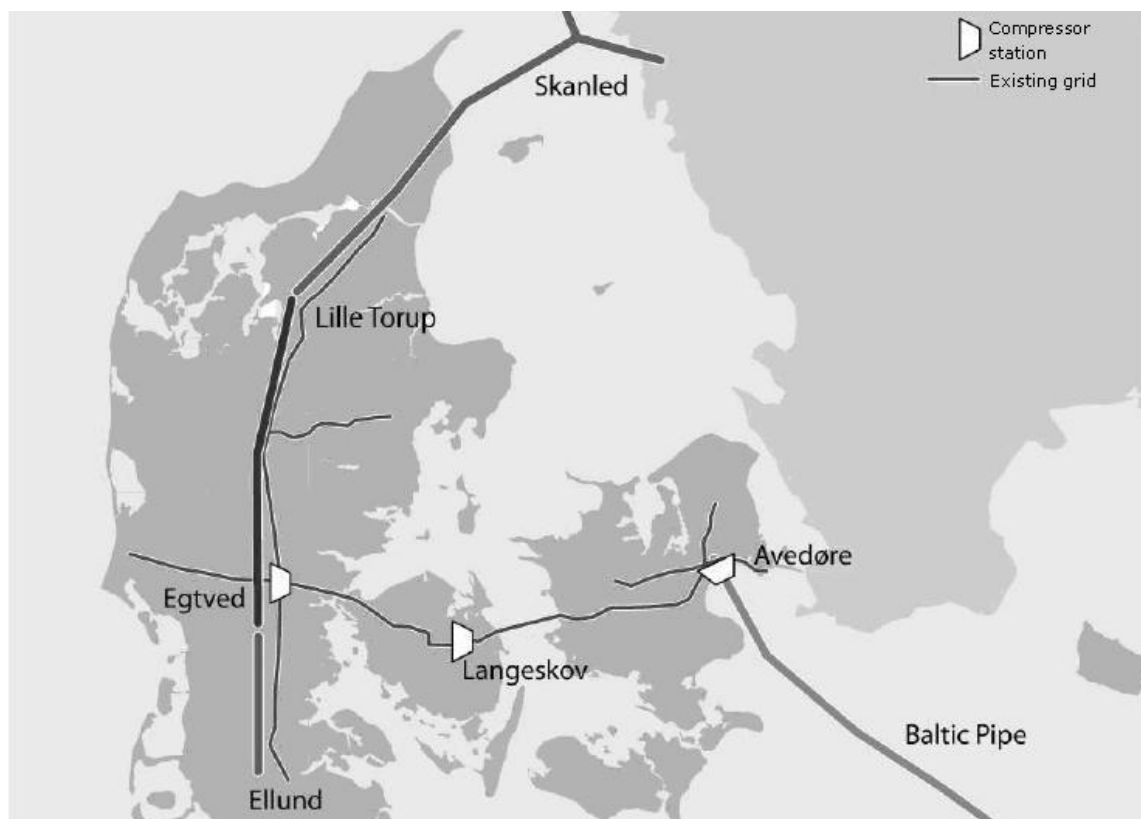 Compressor
station
Existing grid
Skanled
Lille Torup
Avedøre
Egtved
Langeskov
Baltic Pipe
Ellund